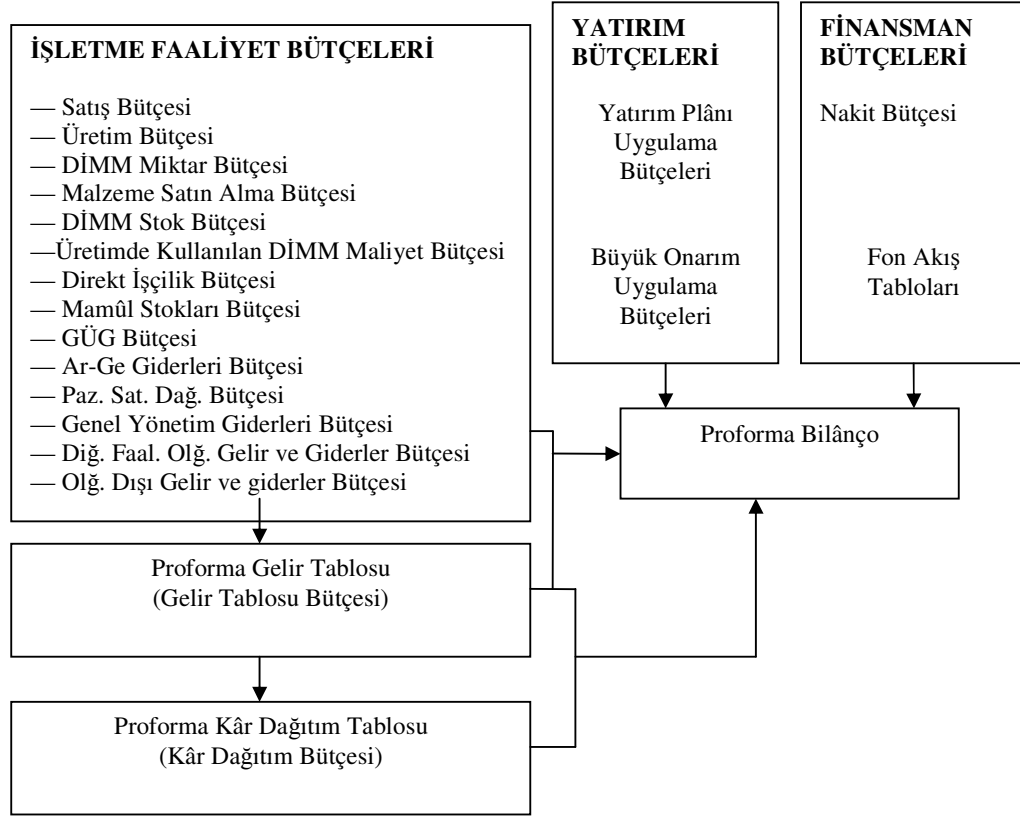 İŞLETME FAALİYET BÜTÇELERİ
— Satış Bütçesi
— Üretim Bütçesi
— DİMM Miktar Bütçesi
— Malzeme Satın Alma Bütçesi
— DİMM Stok Bütçesi
—Üretimde Kullanılan DİMM Maliyet Bütçesi
— Direkt İşçilik Bütçesi
— Mamûl Stokları Bütçesi
— GÜG Bütçesi
— Ar-Ge Giderleri Bütçesi
— Paz. Sat. Dağ. Bütçesi
— Genel Yönetim Giderleri Bütçesi
— Diğ. Faal. Olğ. Gelir ve Giderler Bütçesi
— Olğ. Dışı Gelir ve giderler Bütçesi
YATIRIM
BÜTÇELERİ
Yatırım Plânı
Uygulama
Bütçeleri
Büyük Onarım
Uygulama
Bütçeleri
FİNANSMAN
BÜTÇELERİ
Nakit Bütçesi
Fon Akış
Tabloları
Proforma Bilânço
Proforma Gelir Tablosu
(Gelir Tablosu Bütçesi)
Proforma Kâr Dağıtım Tablosu
(Kâr Dağıtım Bütçesi)